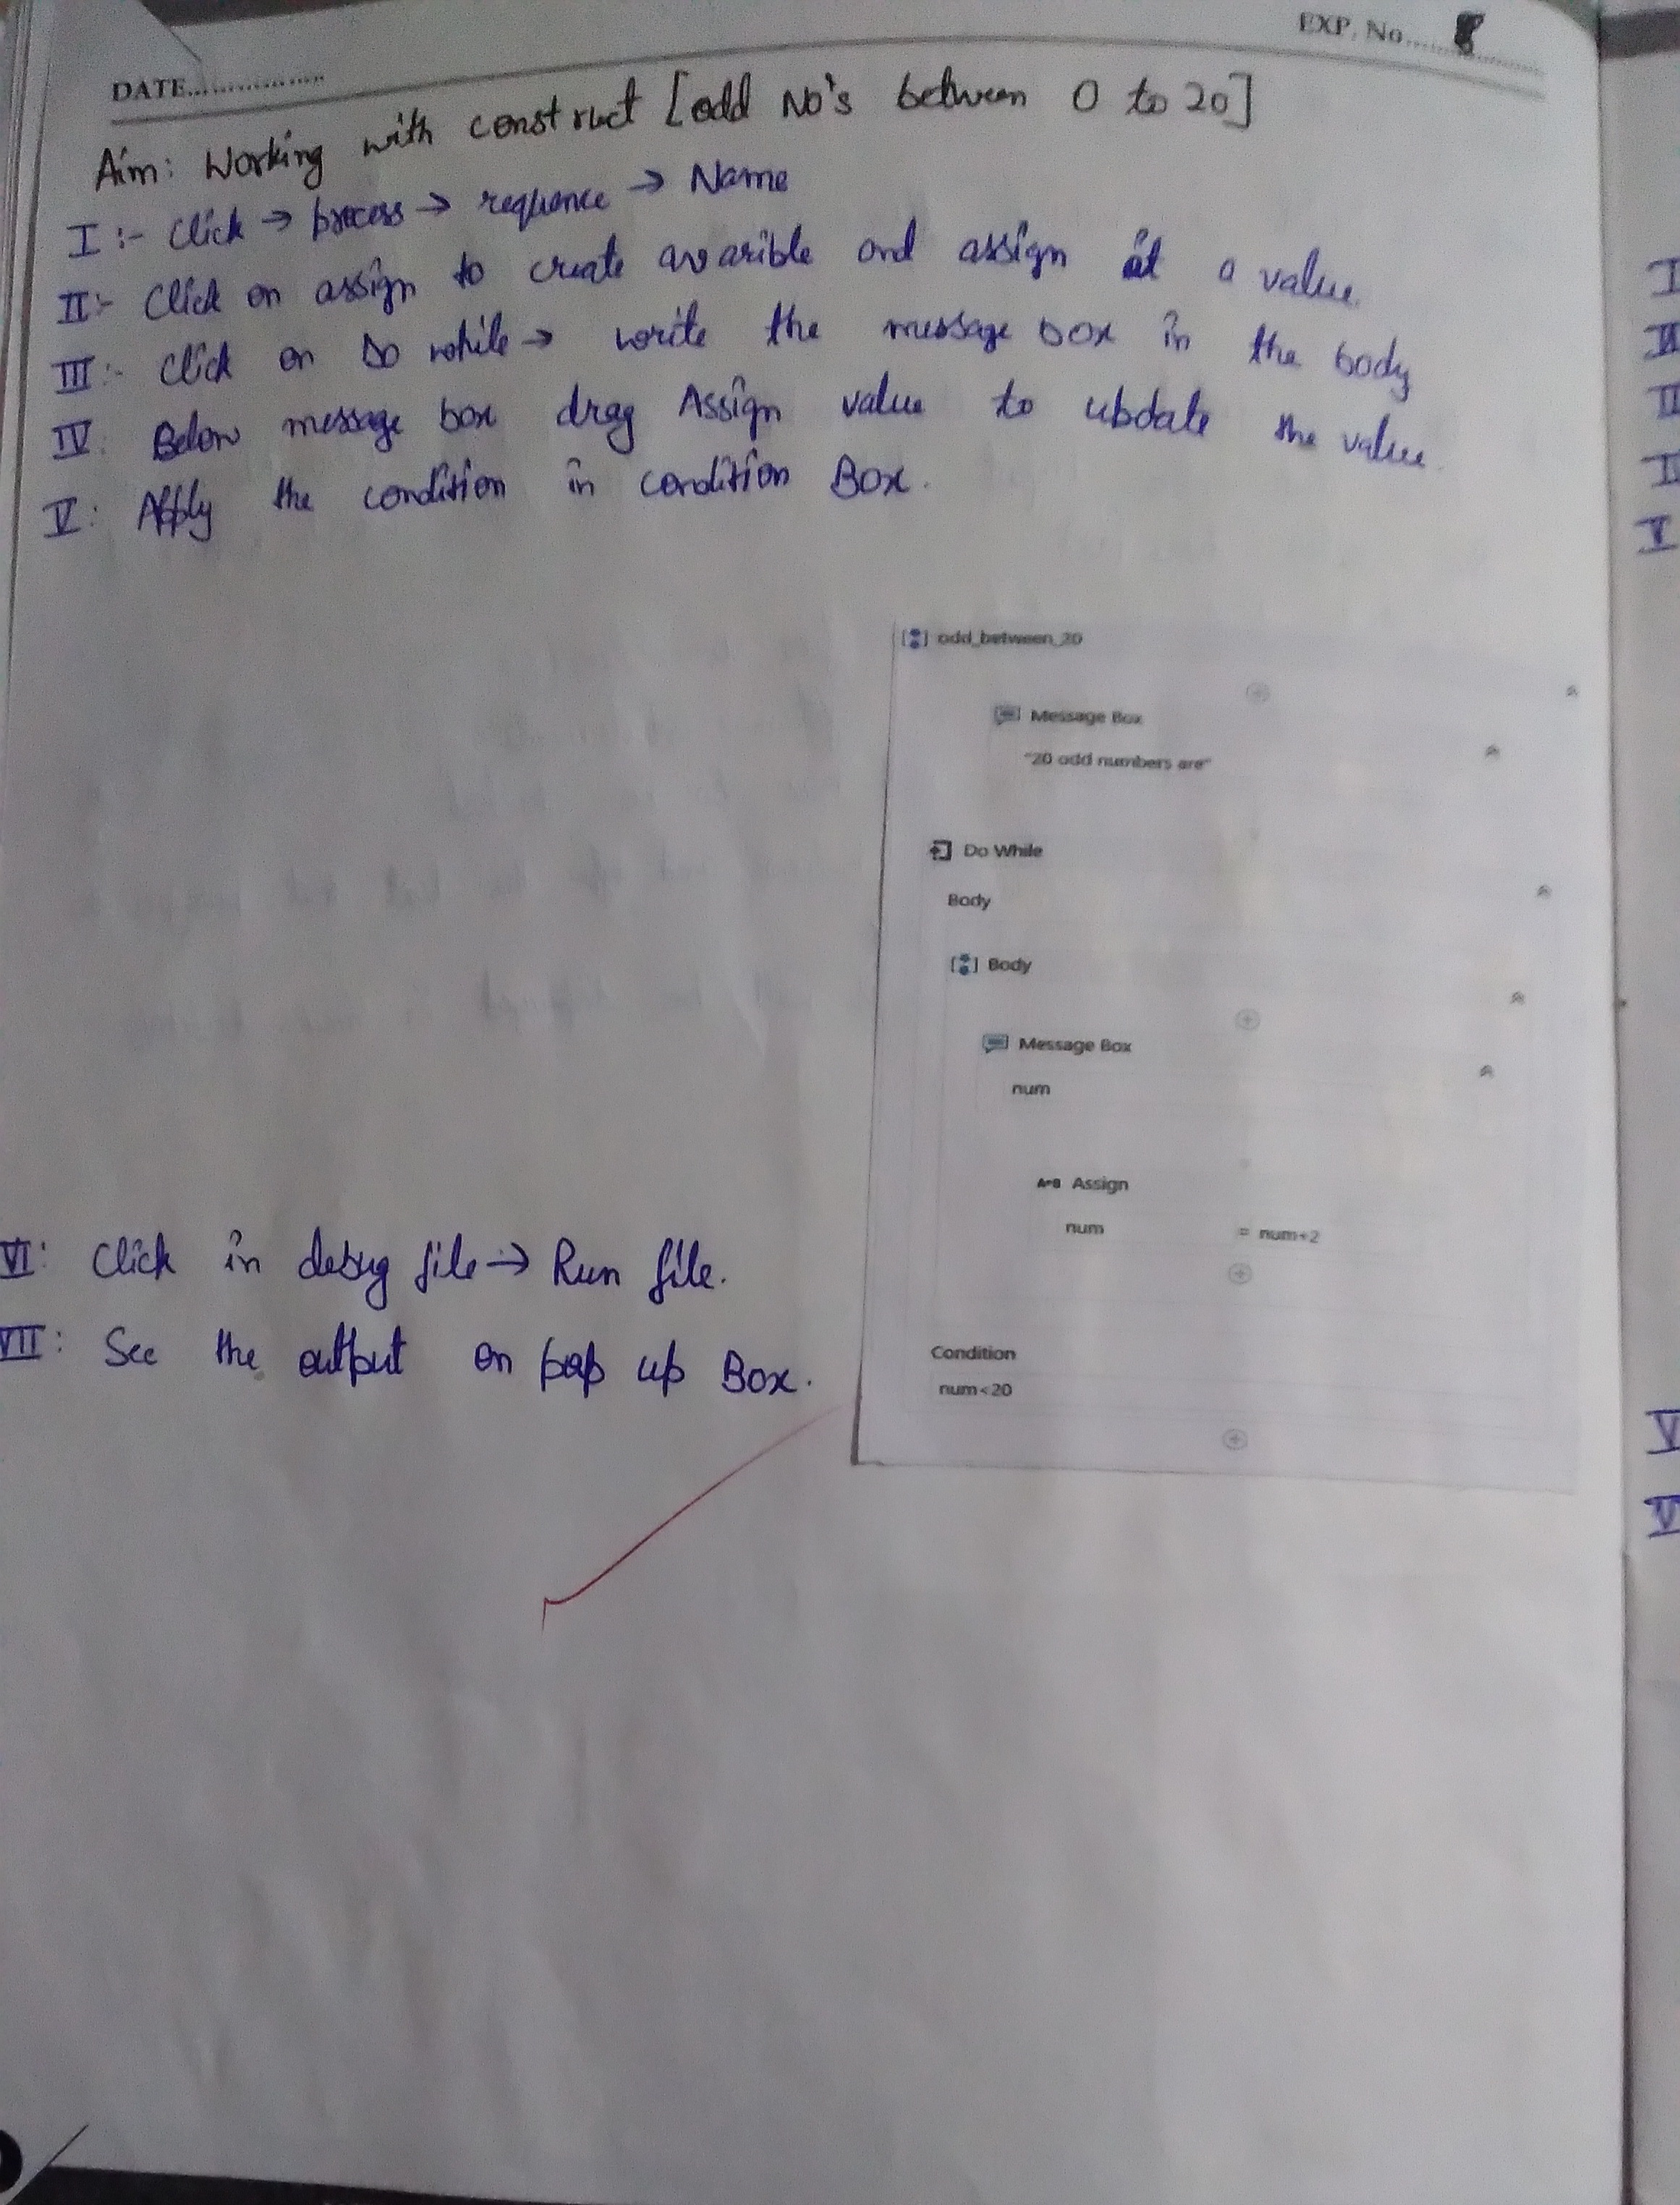 EXP. No......8
DATE.................
Aim: Working with construct [odd No's between 0 to 20]
I :- Click → process → sequence → Name
II :- Click on assign to create avarible and assign at a value.
III :- Click on Do while → write the message box in the body
IV : Below message box drag Assign value to update the value.
V : Apply the condition in condition Box.
odd_between_20
Message Box
"20 odd numbers are"
Do While
Body
Body
Message Box
num
A=B Assign
num = num+2
Condition
num<20
VI : Click in debug file → Run file.
VII : See the output on pop up Box.
I
II
II
I
V
V
V